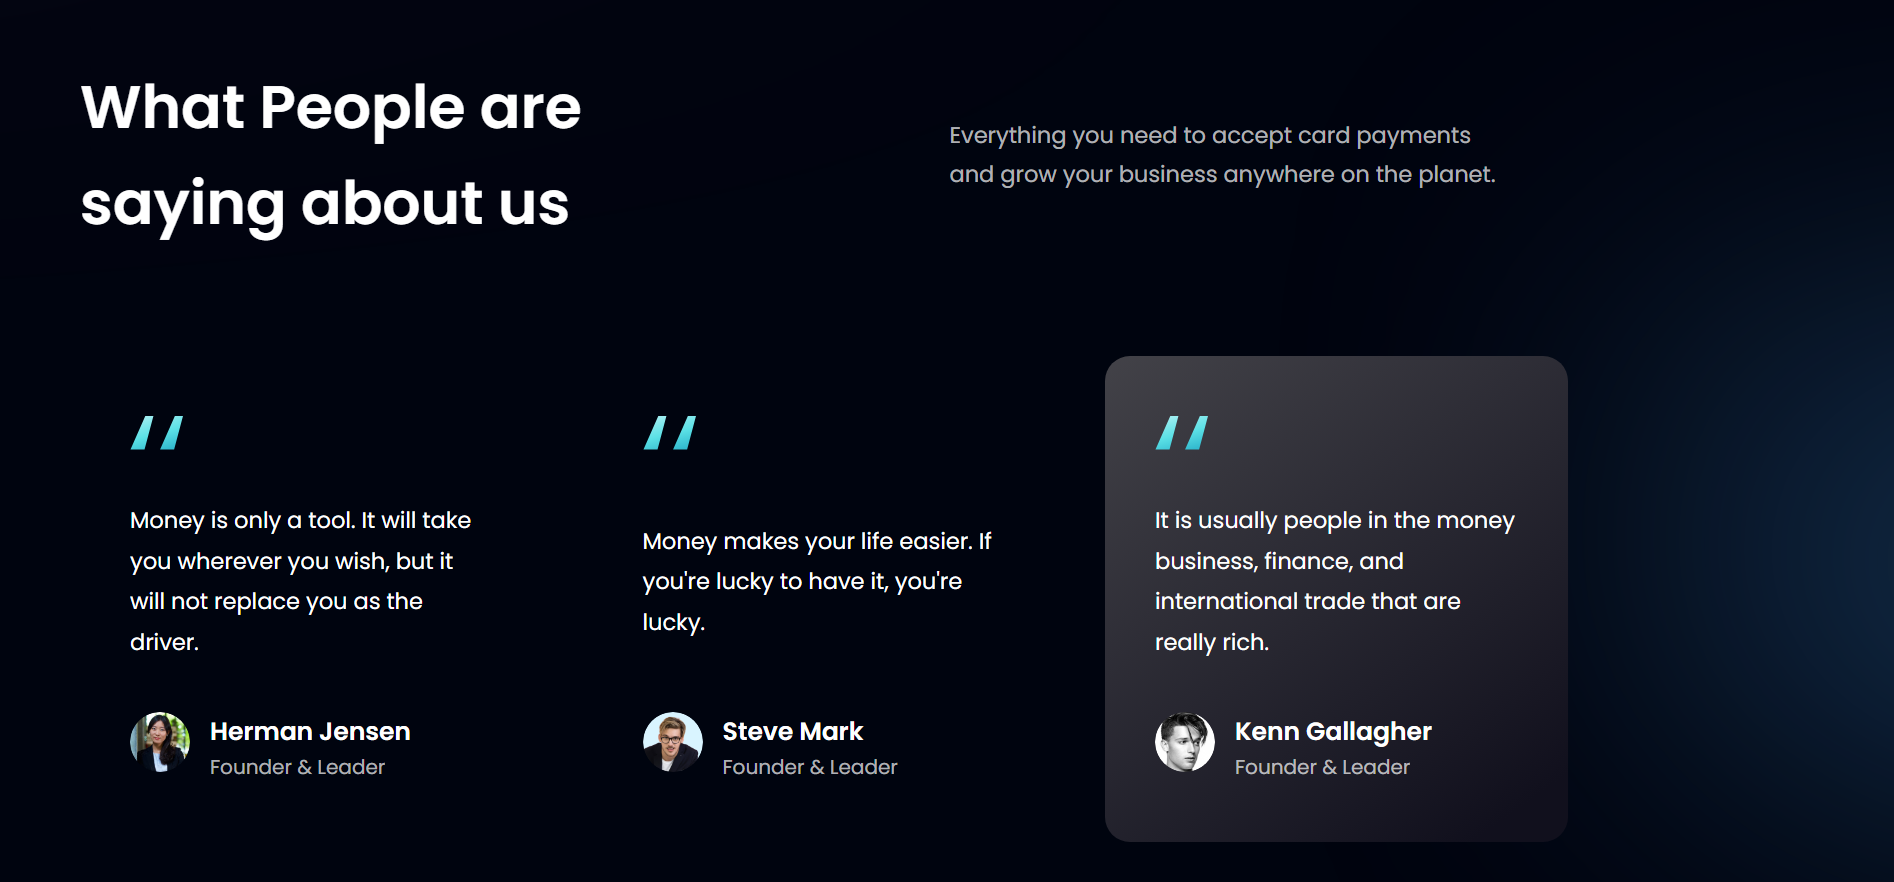 What People are
saying about us
Everything you need to accept card payments
and grow your business anywhere on the planet.
Money is only a tool. It will take
you wherever you wish, but it
will not replace you as the
driver.
Herman Jensen
Founder & Leader
Money makes your life easier. If
you're lucky to have it, you're
lucky.
Steve Mark
Founder & Leader
It is usually people in the money
business, finance, and
international trade that are
really rich.
Kenn Gallagher
Founder & Leader